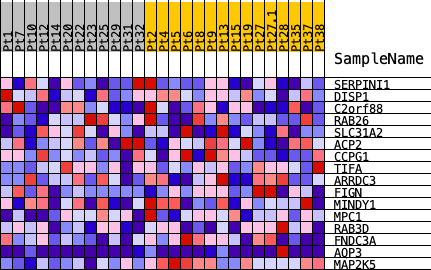 Pt1 Pt7 Pt10 Pt12 Pt14 Pt20 Pt22 Pt23 Pt25 Pt29 Pt31 Pt32 Pt2 Pt4 Pt5 Pt6 Pt8 Pt9 Pt13 Pt15 Pt19 Pt27 Pt27.1 Pt28 Pt35 Pt37 Pt38
SampleName
SERPINI1
DISP1
C2orf88
RAB26
SLC31A2
ACP2
CCPG1
TIFA
ARRDC3
FIGN
MINDY1
MPC1
RAB3D
FNDC3A
AQP3
MAP2K5